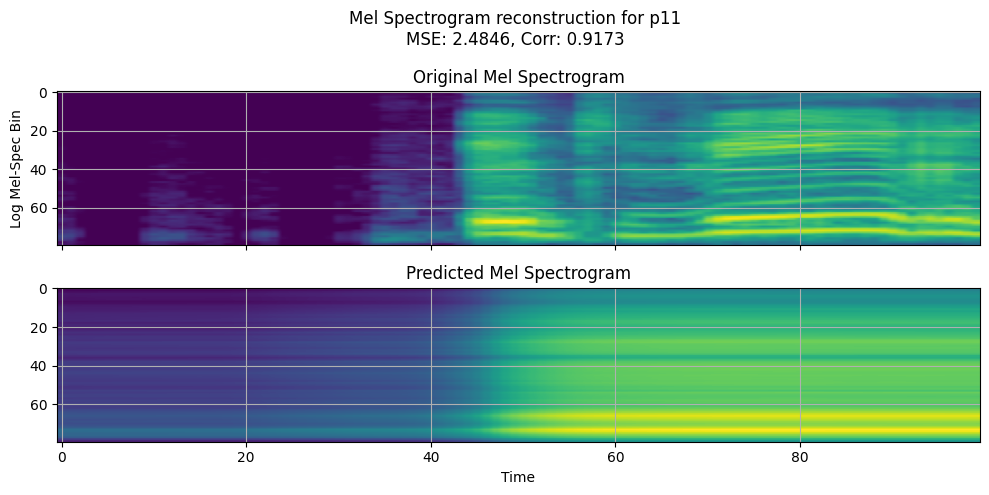 Mel Spectrogram reconstruction for p11
MSE: 2.4846, Corr: 0.9173
Original Mel Spectrogram
0
20
40
60
Log Mel-Spec Bin
Predicted Mel Spectrogram
0
20
40
60
0 20 40 60 80
Time